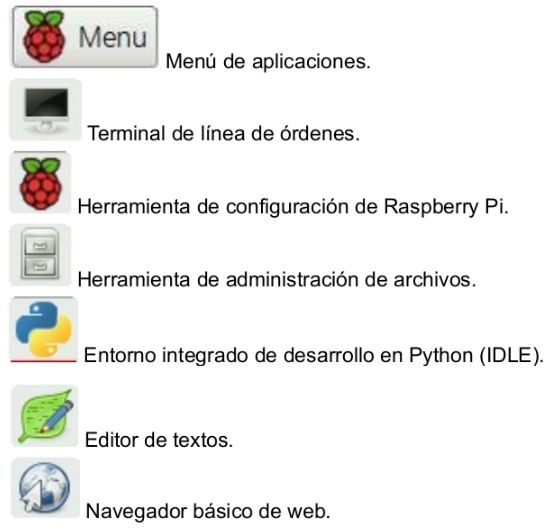 Menu Menú de aplicaciones.
Terminal de línea de órdenes.
Herramienta de configuración de Raspberry Pi.
Herramienta de administración de archivos.
Entorno integrado de desarrollo en Python (IDLE).
Editor de textos.
Navegador básico de web.